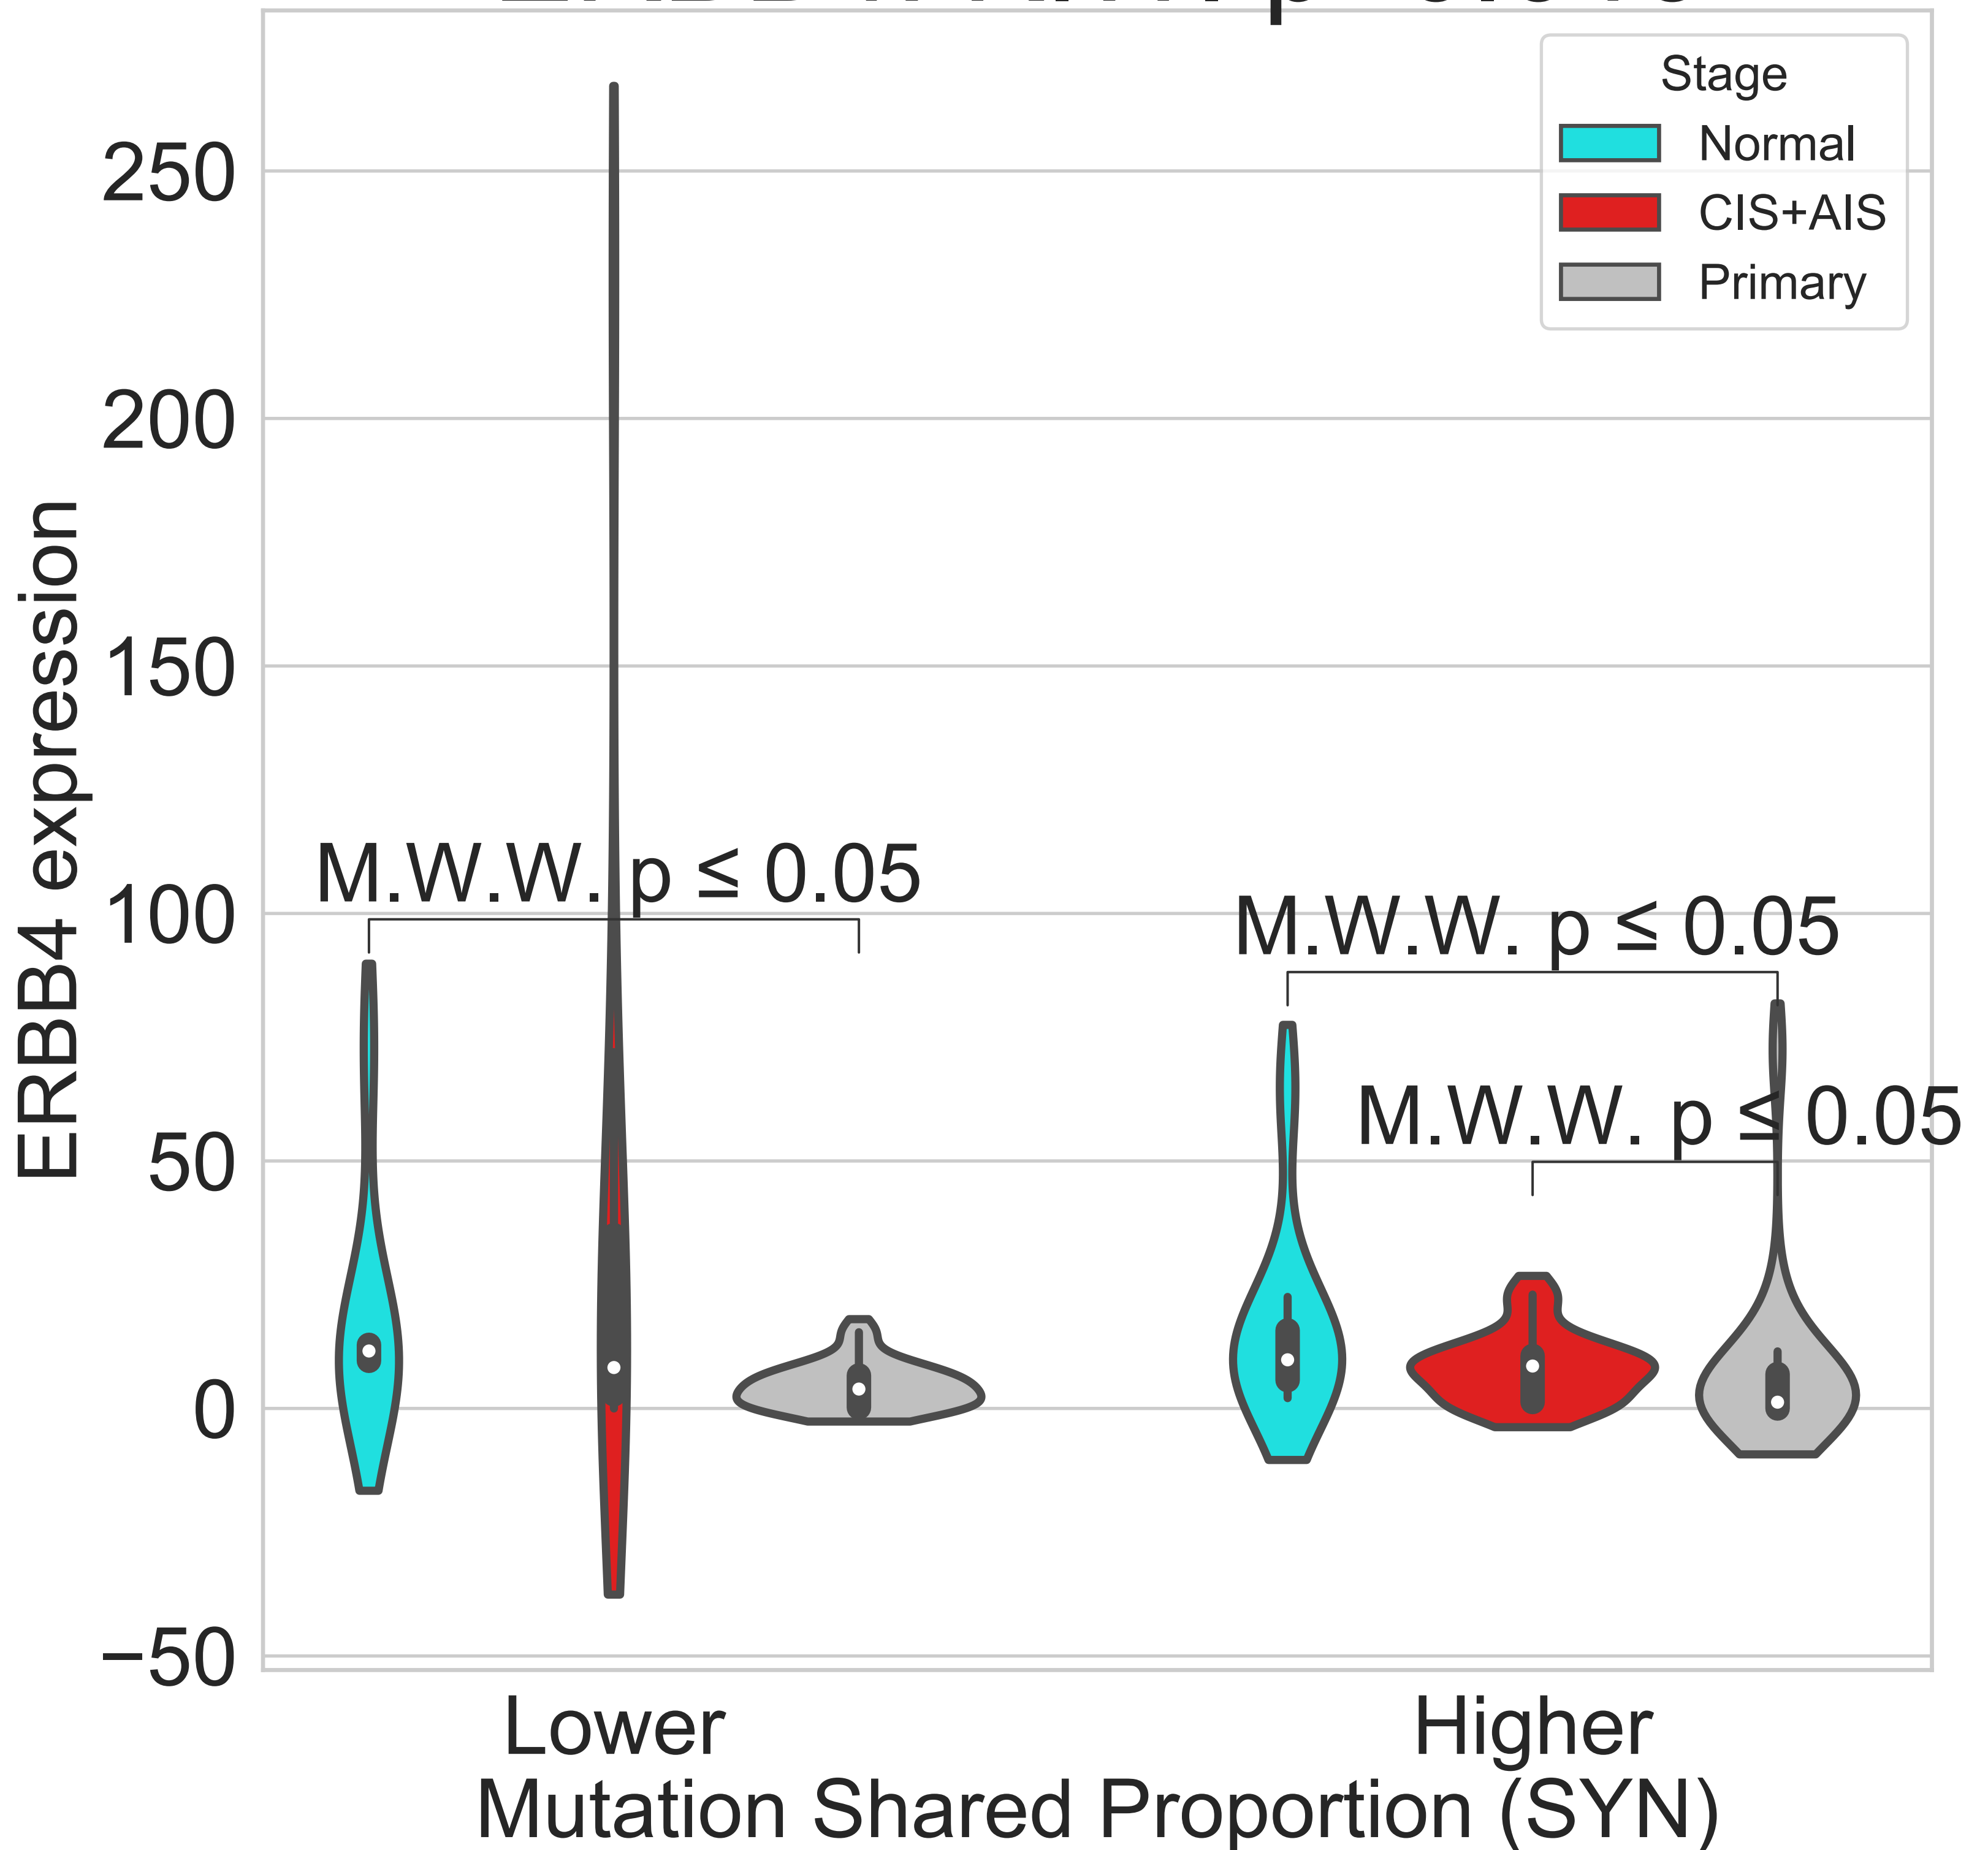 Stage
Normal
CIS+AIS
Primary
250
200
150
100
50
0
−50
ERRB4 expression
M.W.W. p ≤ 0.05
M.W.W. p ≤ 0.05
M.W.W. p ≤ 0.05
Lower
Higher
Mutation Shared Proportion (SYN)